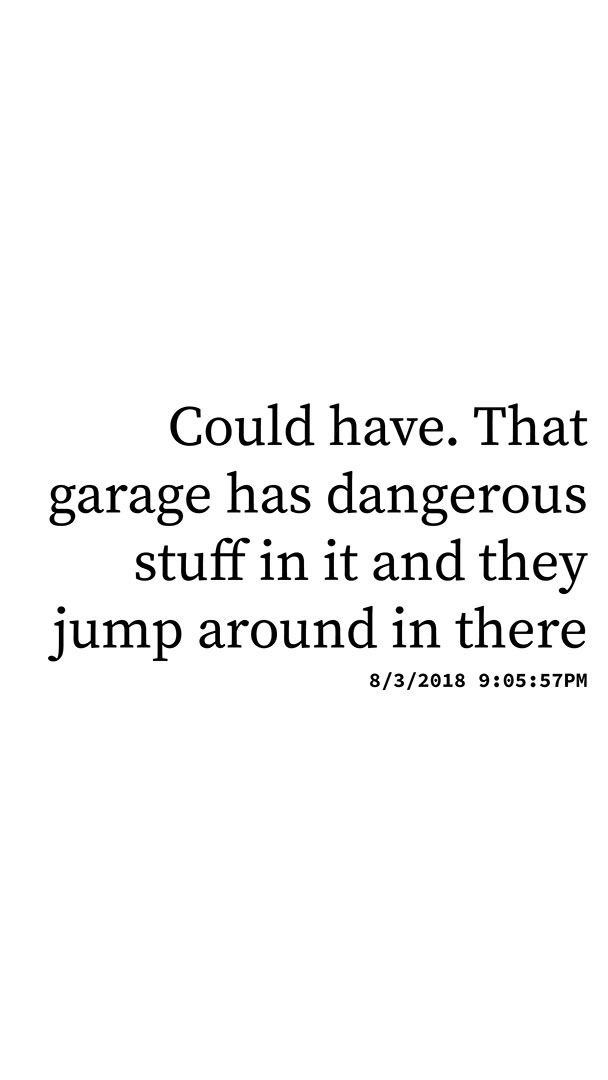 Could have. That
garage has dangerous
stuff in it and they
jump around in there
8/3/2018 9:05:57PM